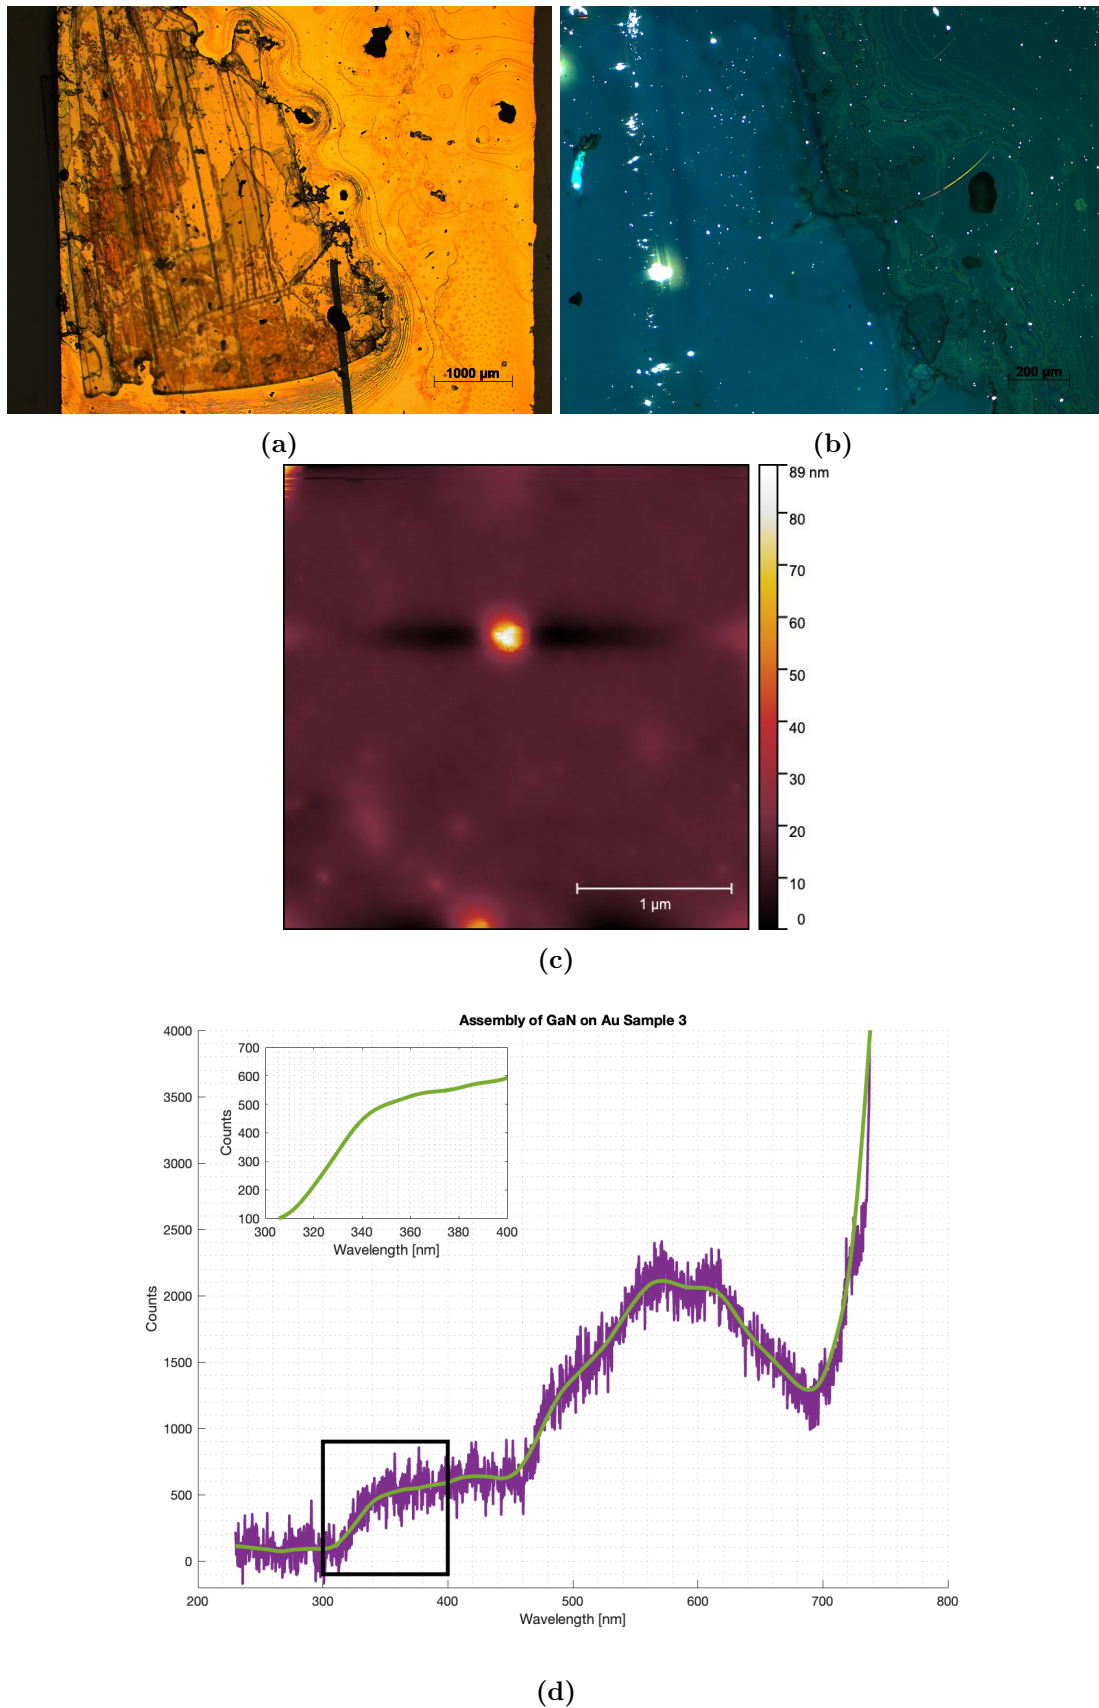 1000 µm
200 µm
(a)
(b)
89 nm
80
70
60
50
40
30
20
10
0
1 µm
(c)
Assembly of GaN on Au Sample 3
4000
3500
3000
2500
2000
1500
1000
500
0
Counts
700
600
500
400
300
200
100
Counts
300 320 340 360 380 400
Wavelength [nm]
200 300 400 500 600 700 800
Wavelength [nm]
(d)